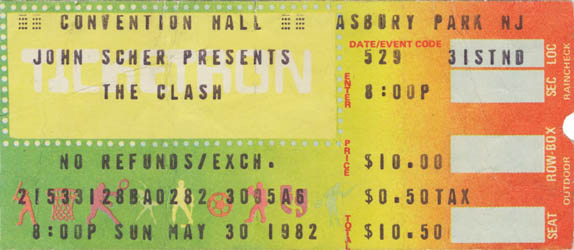 CONVENTION HALL ASBURY PARK NJ
TICKETRON
JOHN SCHER PRESENTS
THE CLASH
DATE/EVENT CODE
529 31STND
ENTER
8:00P
NO REFUNDS/EXCH.
PRICE
$10.00
2153128BA0282 3095A6
$0.50TAX
8:00P SUN MAY 30 1982
TOTAL
$10.50
SEC LOC
ROW-BOX
SEAT
RAINCHECK
OUTDOOR